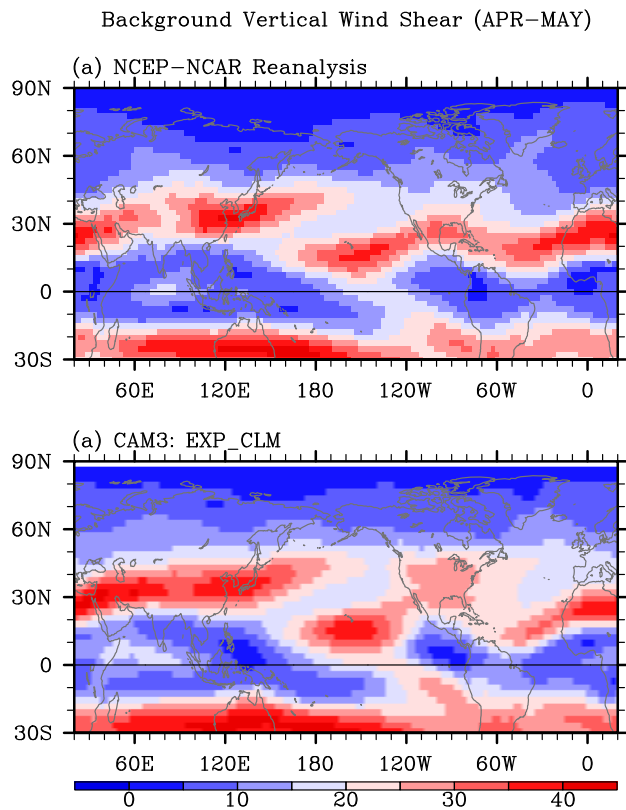 Background Vertical Wind Shear (APR-MAY)
(a) NCEP-NCAR Reanalysis
90N
60N
30N
0
30S
60E 120E 180 120W 60W 0
(a) CAM3: EXP_CLM
90N
60N
30N
0
30S
60E 120E 180 120W 60W 0
0 10 20 30 40